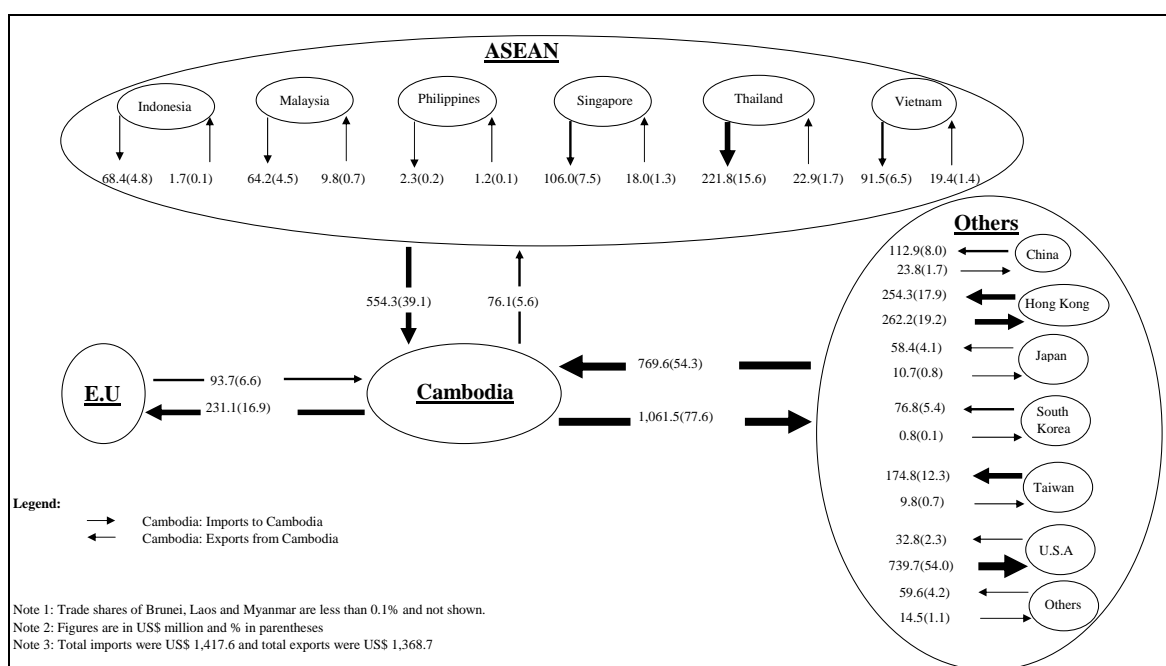 ASEAN
Indonesia
Malaysia
Philippines
Singapore
Thailand
Vietnam
68.4(4.8) 1.7(0.1) 64.2(4.5) 9.8(0.7) 2.3(0.2) 1.2(0.1) 106.0(7.5) 18.0(1.3) 221.8(15.6) 22.9(1.7) 91.5(6.5) 19.4(1.4)
554.3(39.1) 76.1(5.6)
E.U
93.7(6.6)
231.1(16.9)
Cambodia
769.6(54.3)
1,061.5(77.6)
Others
112.9(8.0)
23.8(1.7)
China
254.3(17.9)
262.2(19.2)
Hong Kong
58.4(4.1)
10.7(0.8)
Japan
76.8(5.4)
0.8(0.1)
South
Korea
174.8(12.3)
9.8(0.7)
Taiwan
32.8(2.3)
739.7(54.0)
U.S.A
59.6(4.2)
14.5(1.1)
Others
Legend:
Cambodia: Imports to Cambodia
Cambodia: Exports from Cambodia
Note 1: Trade shares of Brunei, Laos and Myanmar are less than 0.1% and not shown.
Note 2: Figures are in US$ million and % in parentheses
Note 3: Total imports were US$ 1,417.6 and total exports were US$ 1,368.7